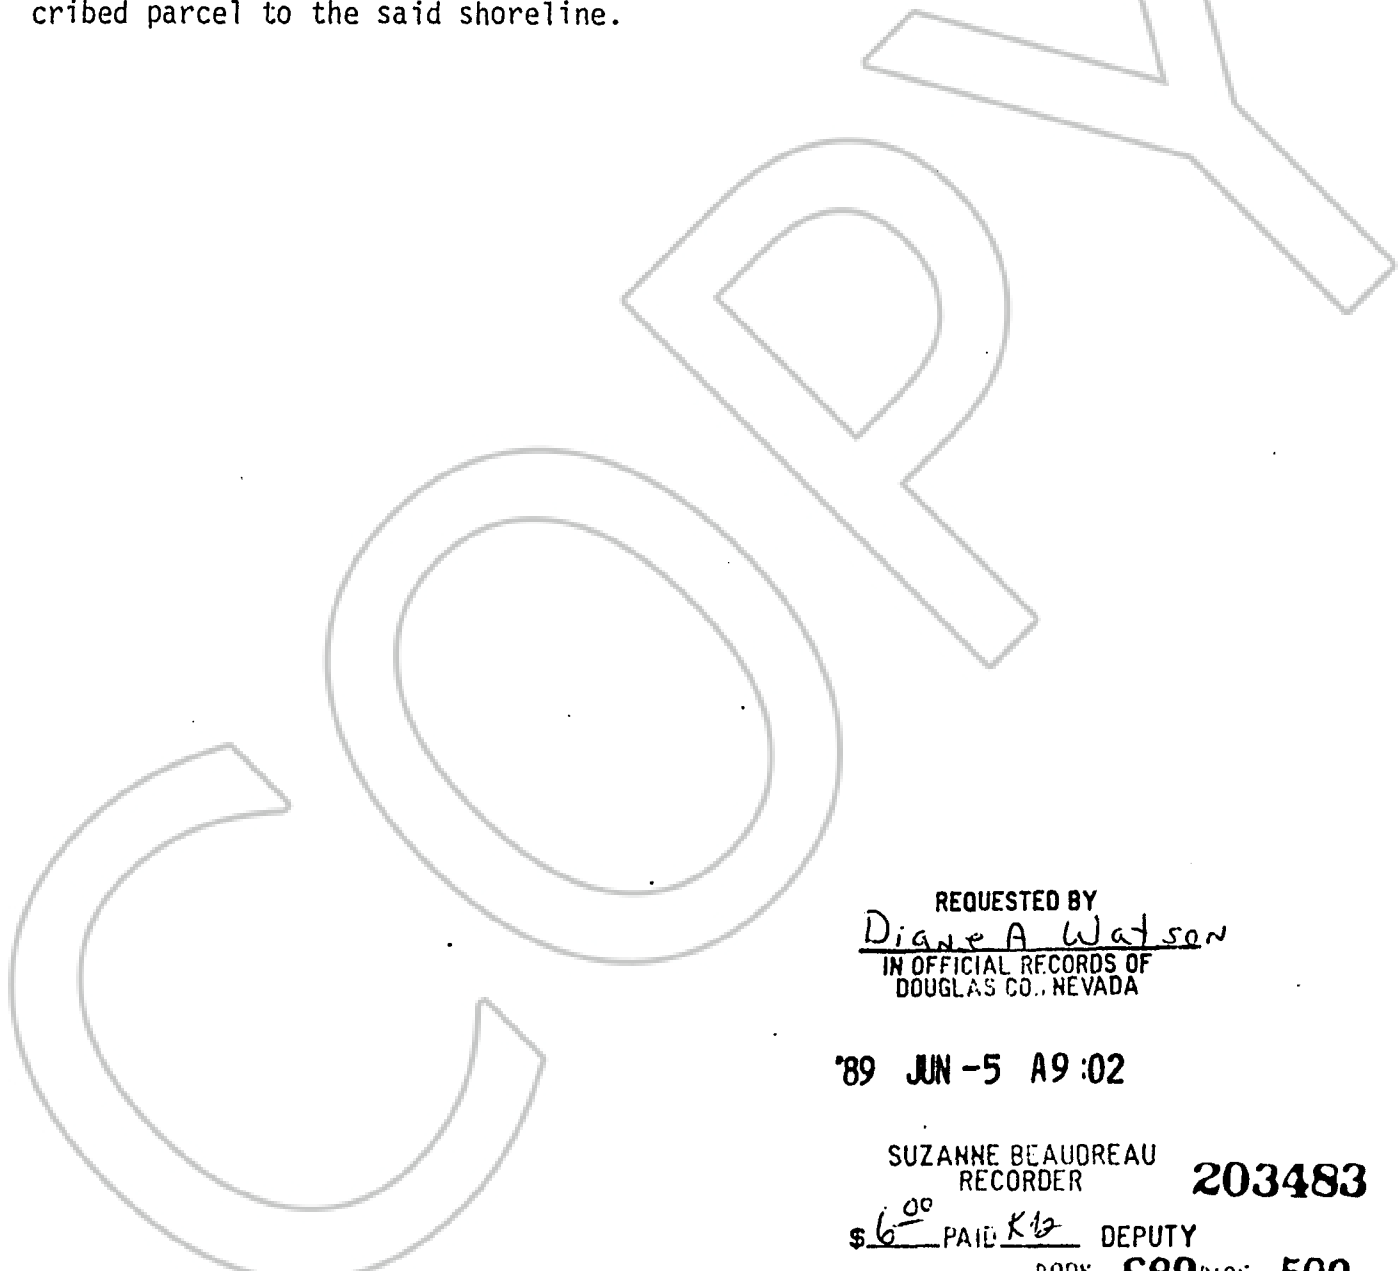 cribed parcel to the said shoreline.
COPY
REQUESTED BY
Diane A Watson
IN OFFICIAL RECORDS OF
DOUGLAS CO., NEVADA
'89 JUN -5 A9:02
SUZANNE BEAUDREAU
RECORDER 203483
$6.00 PAID DEPUTY